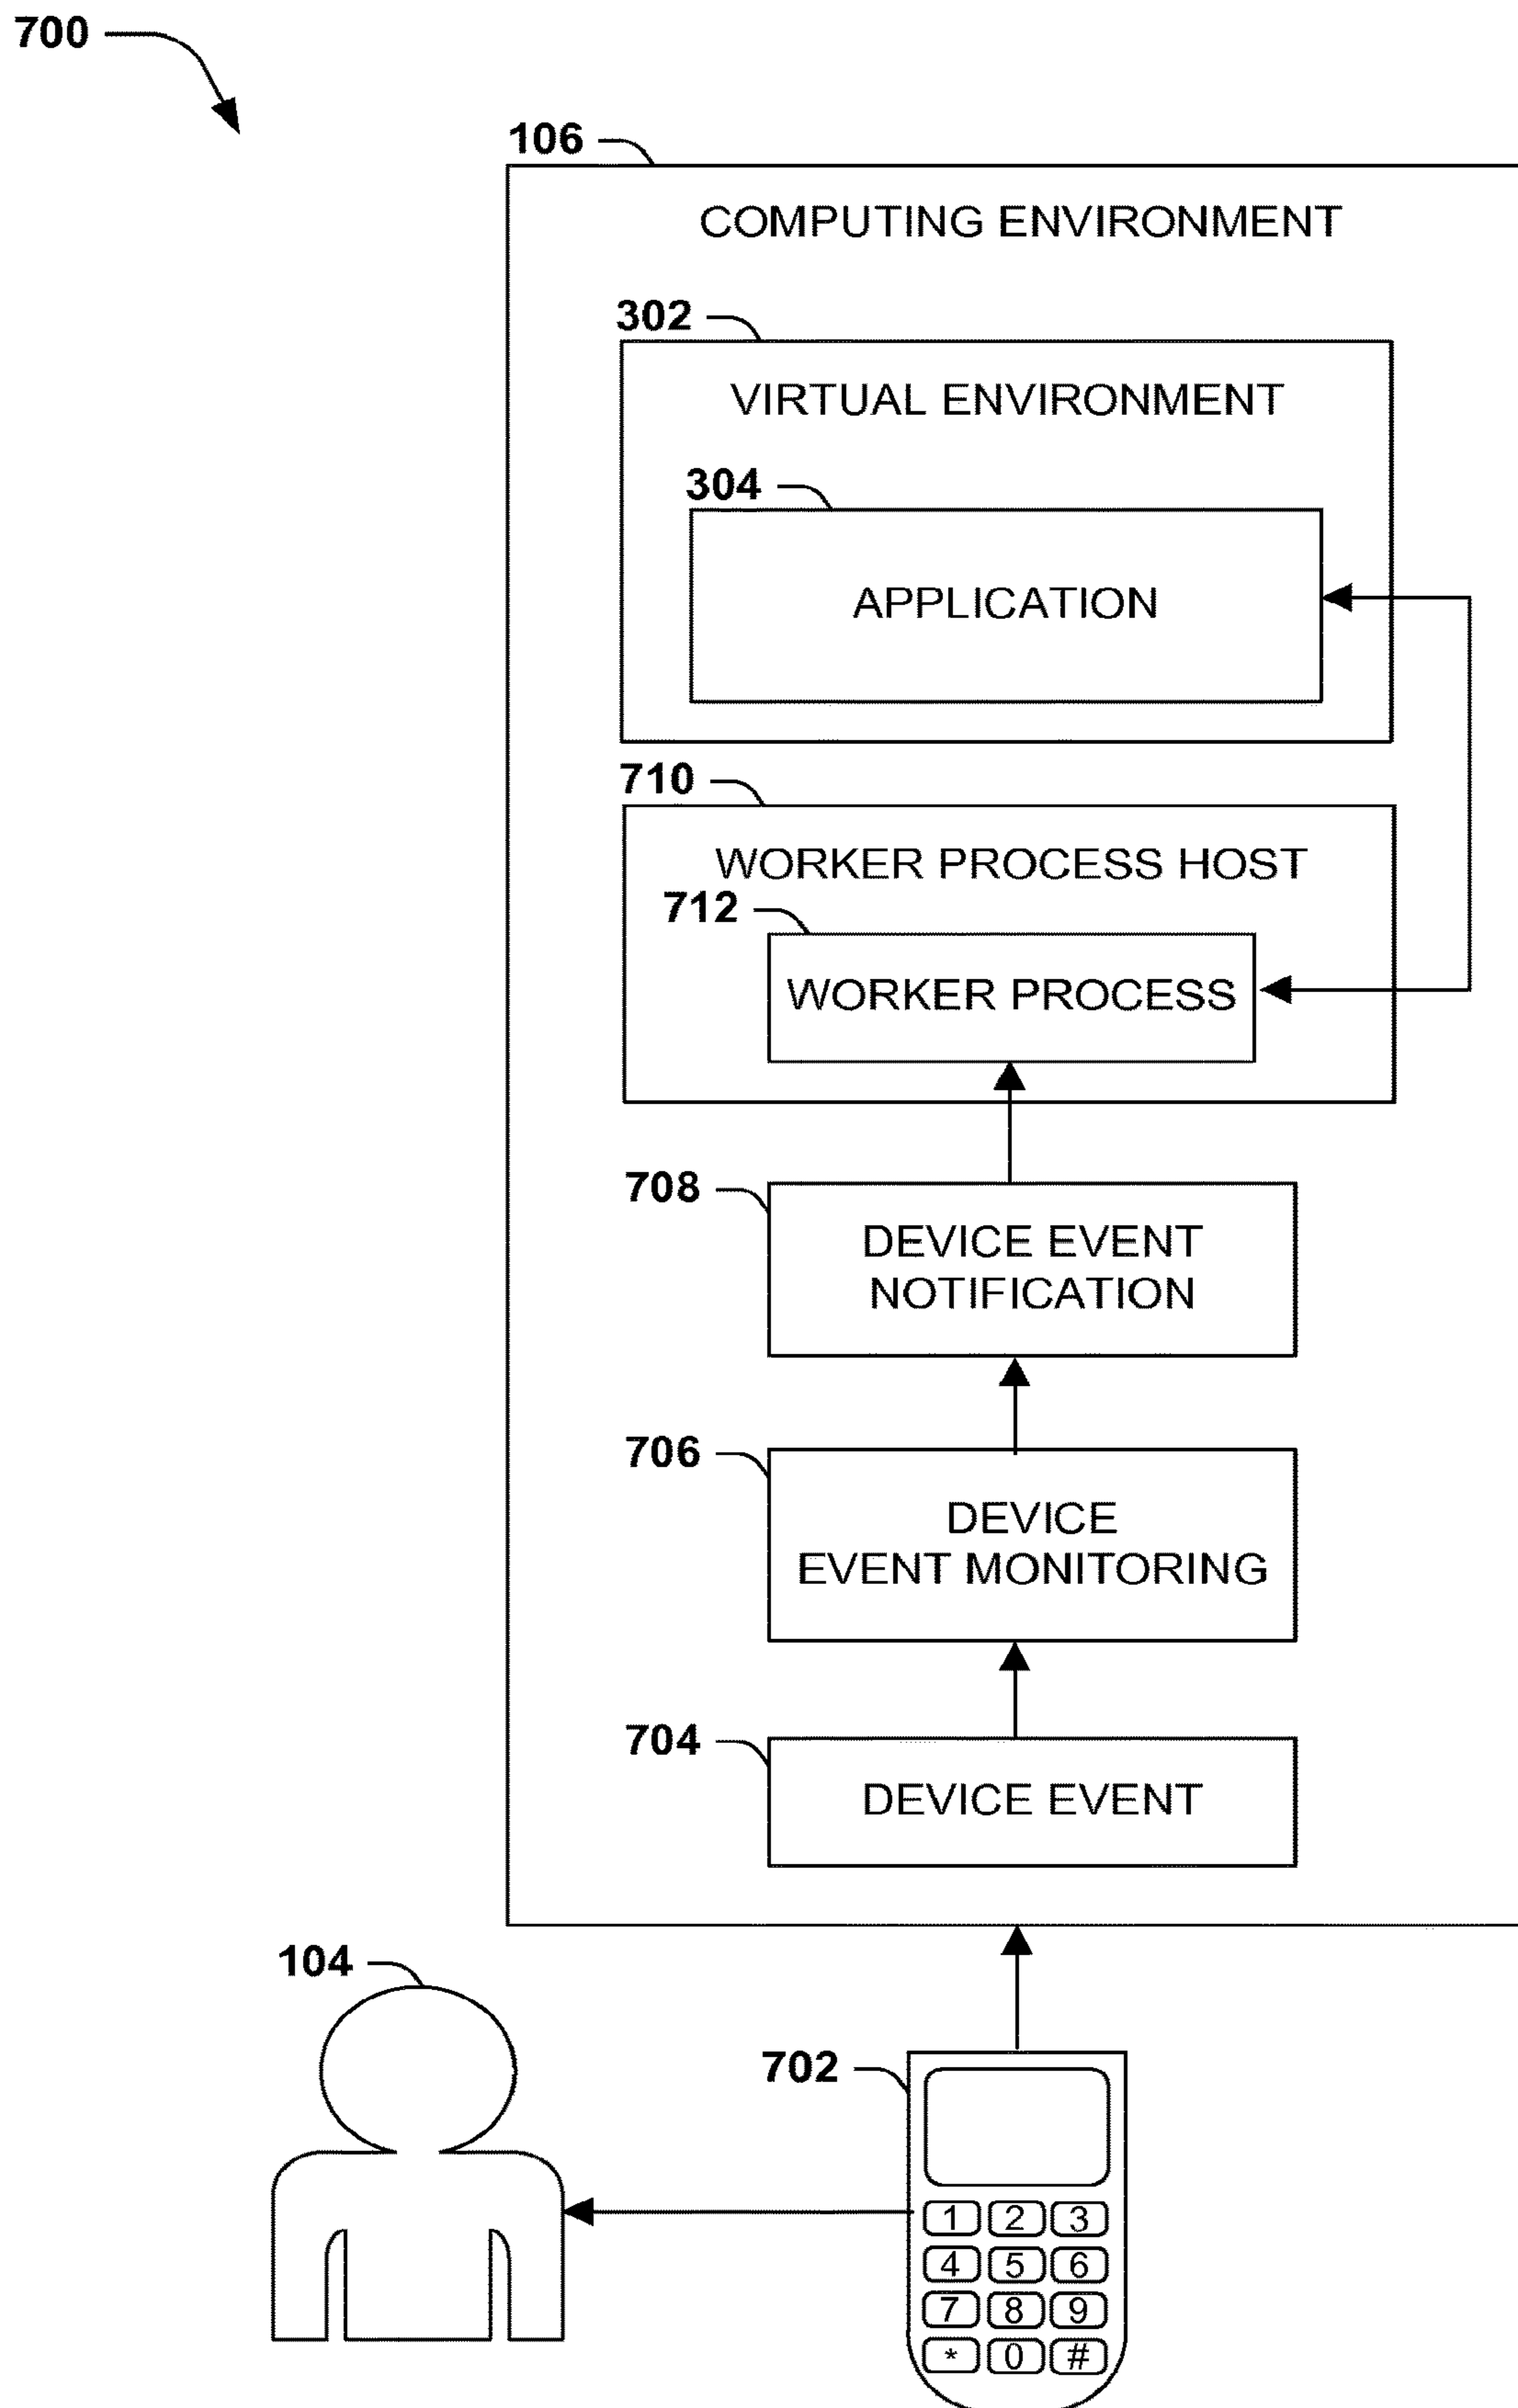 700
106
COMPUTING ENVIRONMENT
302
VIRTUAL ENVIRONMENT
304
APPLICATION
710
WORKER PROCESS HOST
712
WORKER PROCESS
708
DEVICE EVENT
NOTIFICATION
706
DEVICE
EVENT MONITORING
704
DEVICE EVENT
104
702
1 2 3
4 5 6
7 8 9
* 0 #